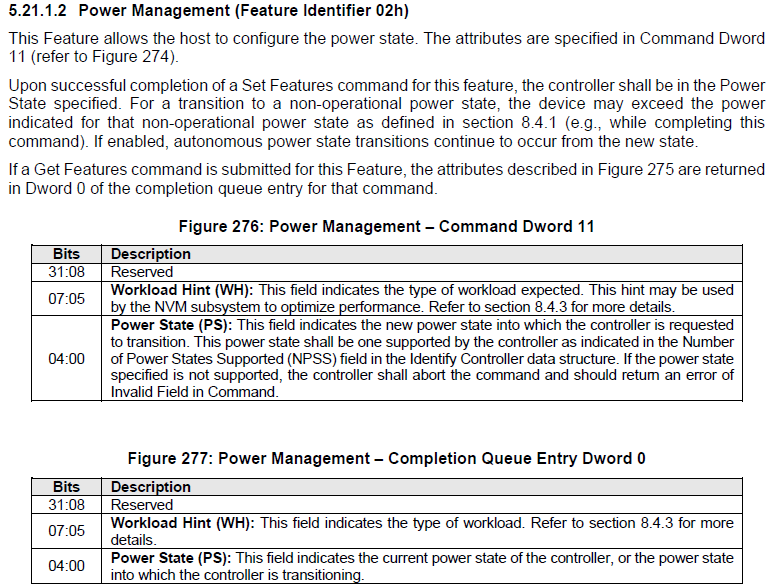 5.21.1.2 Power Management (Feature Identifier 02h)
This Feature allows the host to configure the power state. The attributes are specified in Command Dword
11 (refer to Figure 274).
Upon successful completion of a Set Features command for this feature, the controller shall be in the Power
State specified. For a transition to a non-operational power state, the device may exceed the power
indicated for that non-operational power state as defined in section 8.4.1 (e.g., while completing this
command). If enabled, autonomous power state transitions continue to occur from the new state.
If a Get Features command is submitted for this Feature, the attributes described in Figure 275 are returned
in Dword 0 of the completion queue entry for that command.
Figure 276: Power Management – Command Dword 11
Bits Description
31:08 Reserved
07:05 Workload Hint (WH): This field indicates the type of workload expected. This hint may be used
by the NVM subsystem to optimize performance. Refer to section 8.4.3 for more details.
04:00 Power State (PS): This field indicates the new power state into which the controller is requested
to transition. This power state shall be one supported by the controller as indicated in the Number
of Power States Supported (NPSS) field in the Identify Controller data structure. If the power state
specified is not supported, the controller shall abort the command and should return an error of
Invalid Field in Command.
Figure 277: Power Management – Completion Queue Entry Dword 0
Bits Description
31:08 Reserved
07:05 Workload Hint (WH): This field indicates the type of workload. Refer to section 8.4.3 for more
details.
04:00 Power State (PS): This field indicates the current power state of the controller, or the power state
into which the controller is transitioning.